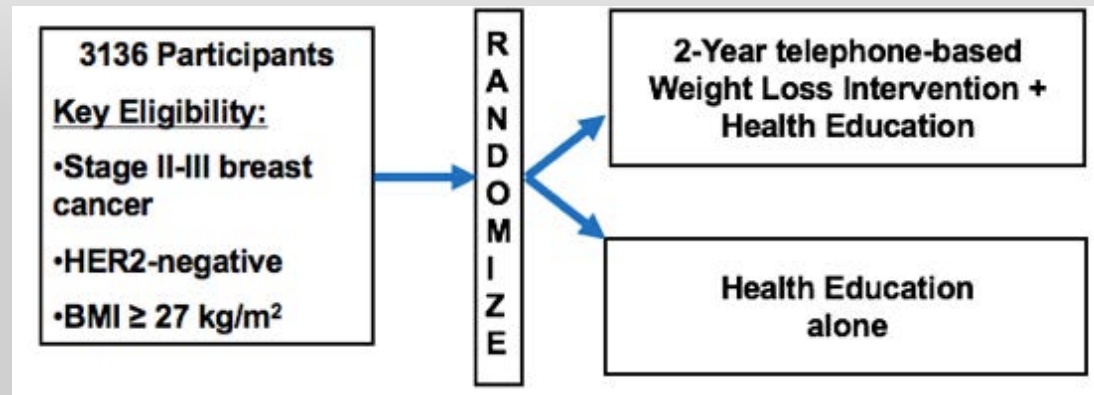 3136 Participants
Key Eligibility:
•Stage II-III breast
cancer
•HER2-negative
•BMI ≥ 27 kg/m²
RANDOMIZE
2-Year telephone-based
Weight Loss Intervention +
Health Education
Health Education
alone